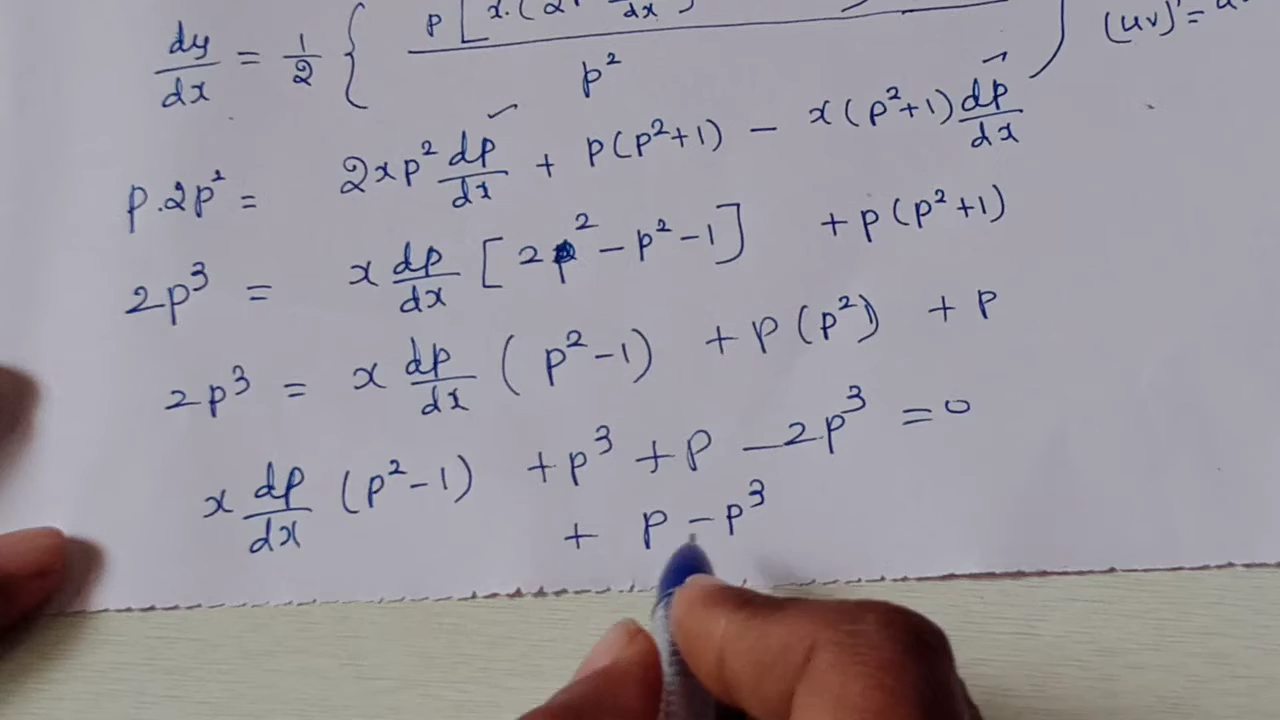 dy/dx = 1/2 { p [ x.(2
p²
(uv)' = u
p.2p² = 2xp² dp/dx + p(p²+1) - x(p²+1) dp/dx
2p³ = x dp/dx [2p² - p² - 1] + p(p²+1)
2p³ = x dp/dx (p² - 1) + p(p²) + p
x dp/dx (p² - 1) + p³ + p - 2p³ = 0
+ p - p³